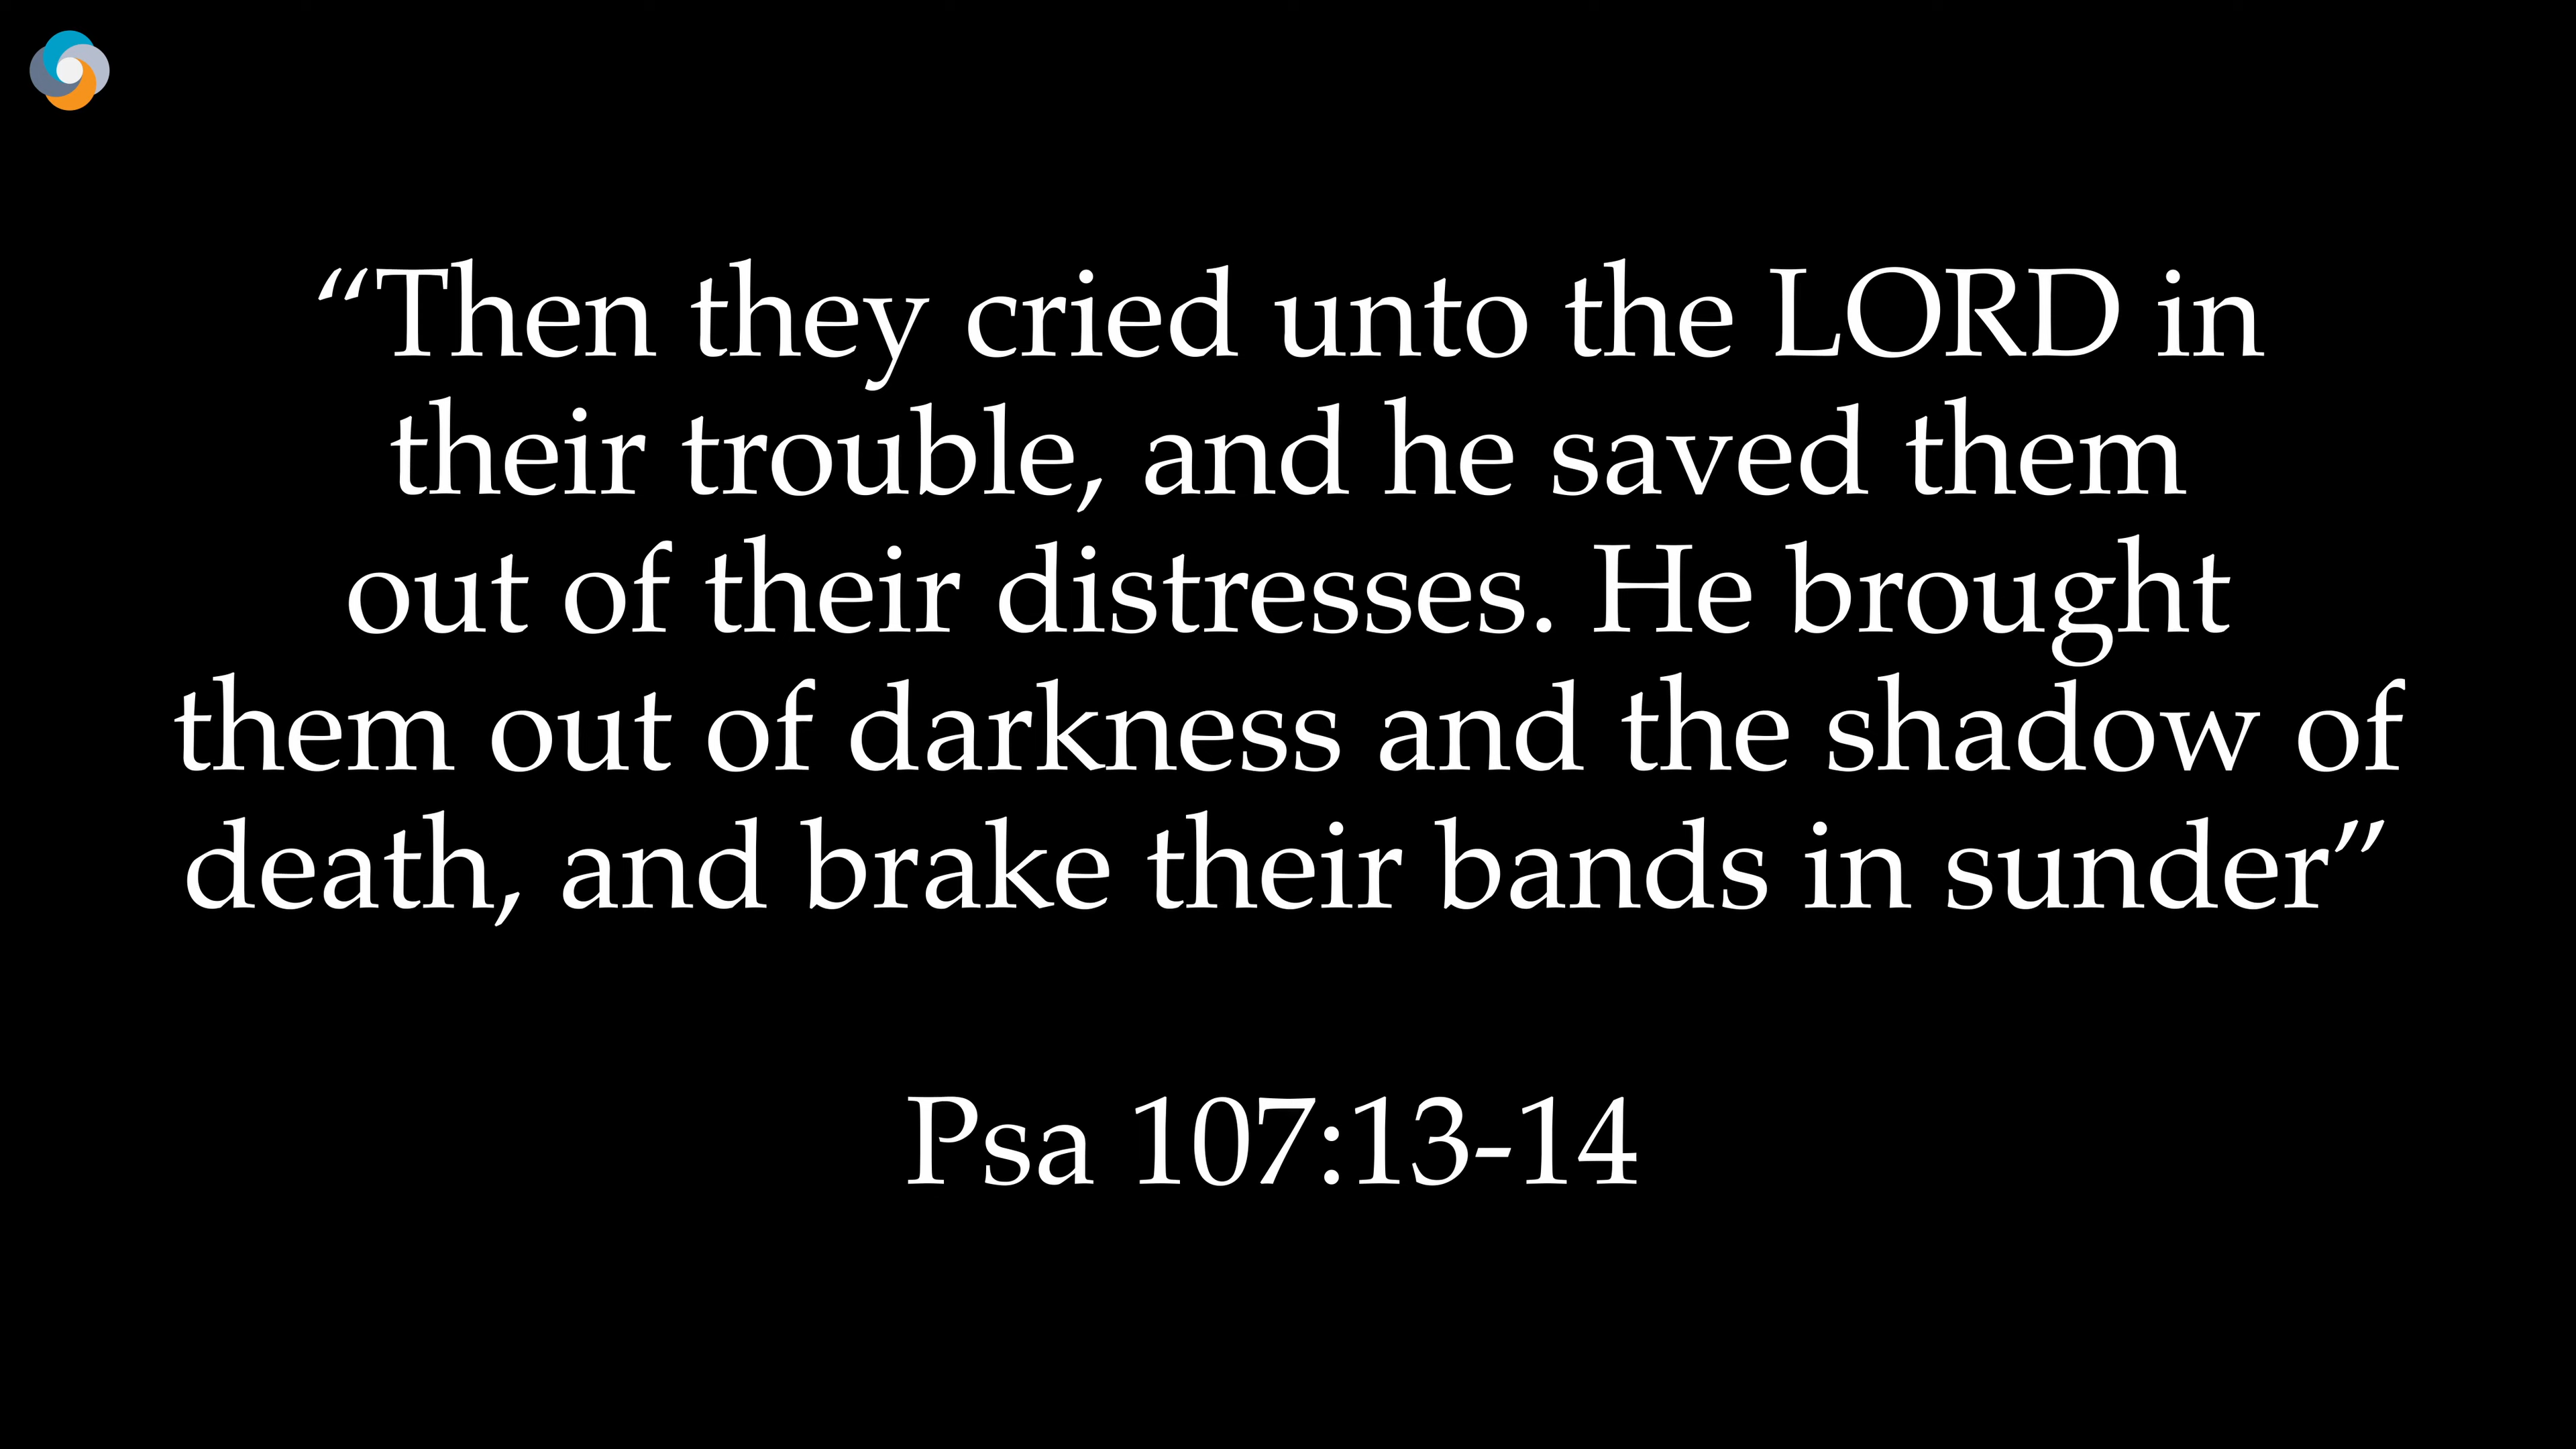 “Then they cried unto the LORD in
their trouble, and he saved them
out of their distresses. He brought
them out of darkness and the shadow of
death, and brake their bands in sunder”
Psa 107:13-14